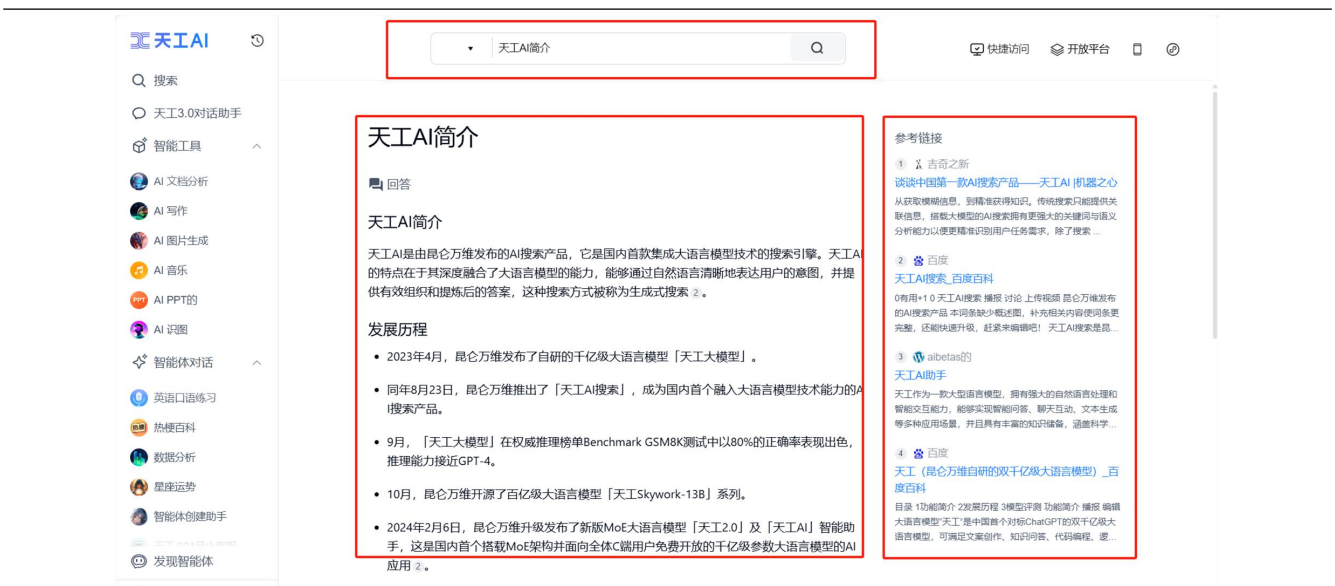 天工AI
搜索
天工3.0对话助手
智能工具
AI 文档分析
AI 写作
AI 图片生成
AI 音乐
PPT
AI PPT的
AI 识图
智能体对话
英语口语练习
热梗
热梗百科
数据分析
星座运势
智能体创建助手
发现智能体
天工AI简介
快捷访问
开放平台
天工AI简介
回答
天工AI简介
天工AI是由昆仑万维发布的AI搜索产品，它是国内首款集成大语言模型技术的搜索引擎。天工AI
的特点在于其深度融合了大语言模型的能力，能够通过自然语言清晰地表达用户的意图，并提
供有效组织和提炼后的答案，这种搜索方式被称为生成式搜索 2 。
发展历程
• 2023年4月，昆仑万维发布了自研的千亿级大语言模型「天工大模型」。
• 同年8月23日，昆仑万维推出了「天工AI搜索」，成为国内首个融入大语言模型技术能力的A
I搜索产品。
• 9月，「天工大模型」在权威推理榜单Benchmark GSM8K测试中以80%的正确率表现出色，
推理能力接近GPT-4。
• 10月，昆仑万维开源了百亿级大语言模型「天工Skywork-13B」系列。
• 2024年2月6日，昆仑万维升级发布了新版MoE大语言模型「天工2.0」及「天工AI」智能助
手，这是国内首个搭载MoE架构并面向全体C端用户免费开放的千亿级参数大语言模型的AI
应用 2 。
参考链接
1 吉奇之新
谈谈中国第一款AI搜索产品——天工AI |机器之心
从获取模糊信息，到精准获得知识。传统搜索只能提供关
联信息，搭载大模型的AI搜索拥有更强大的关键词与语义
分析能力以便更精准识别用户任务需求，除了搜索 ...
2 百度
天工AI搜索_百度百科
0有用+1 0 天工AI搜索 播报 讨论 上传视频 昆仑万维发布
的AI搜索产品 本词条缺少概述图，补充相关内容使词条更
完整，还能快速升级，赶紧来编辑吧！ 天工AI搜索是昆...
3 aibetas的
天工AI助手
天工作为一款大型语言模型，拥有强大的自然语言处理和
智能交互能力，能够实现智能问答、聊天互动、文本生成
等多种应用场景，并且具有丰富的知识储备，涵盖科学...
4 百度
天工（昆仑万维自研的双千亿级大语言模型）_百
度百科
目录 1功能简介 2发展历程 3模型评测 功能简介 播报 编辑
大语言模型“天工”是中国首个对标ChatGPT的双千亿级大
语言模型，可满足文案创作、知识问答、代码编程、逻...